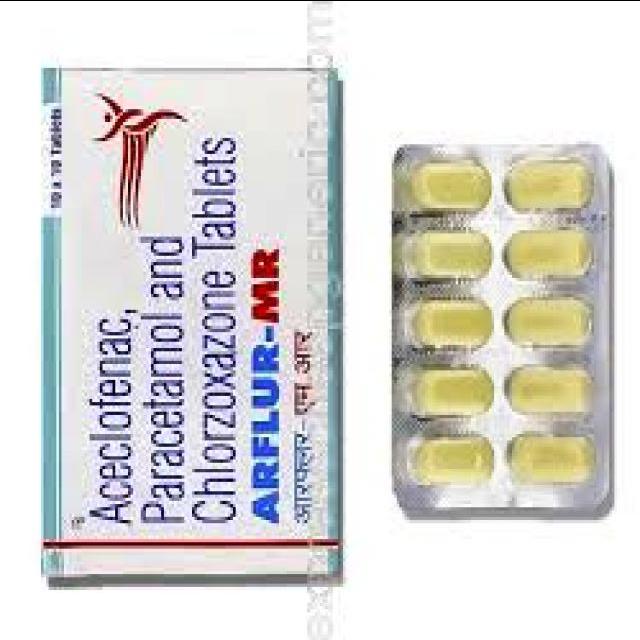 10 x 10 Tablets
Aceclofenac,
Paracetamol and
Chlorzoxazone Tablets
ARFLUR-MR
आरफ्लर-एम आर